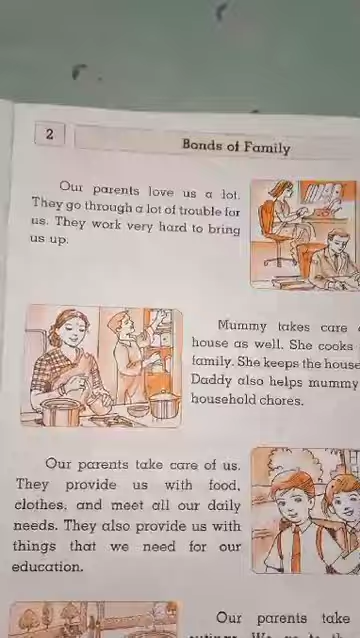 2
Bonds of Family
Our parents love us a lot.
They go through a lot of trouble for
us. They work very hard to bring
us up.
Mummy takes care
house as well. She cooks
family. She keeps the house
Daddy also helps mummy
household chores.
Our parents take care of us.
They provide us with food,
clothes, and meet all our daily
needs. They also provide us with
things that we need for our
education.
Our parents take